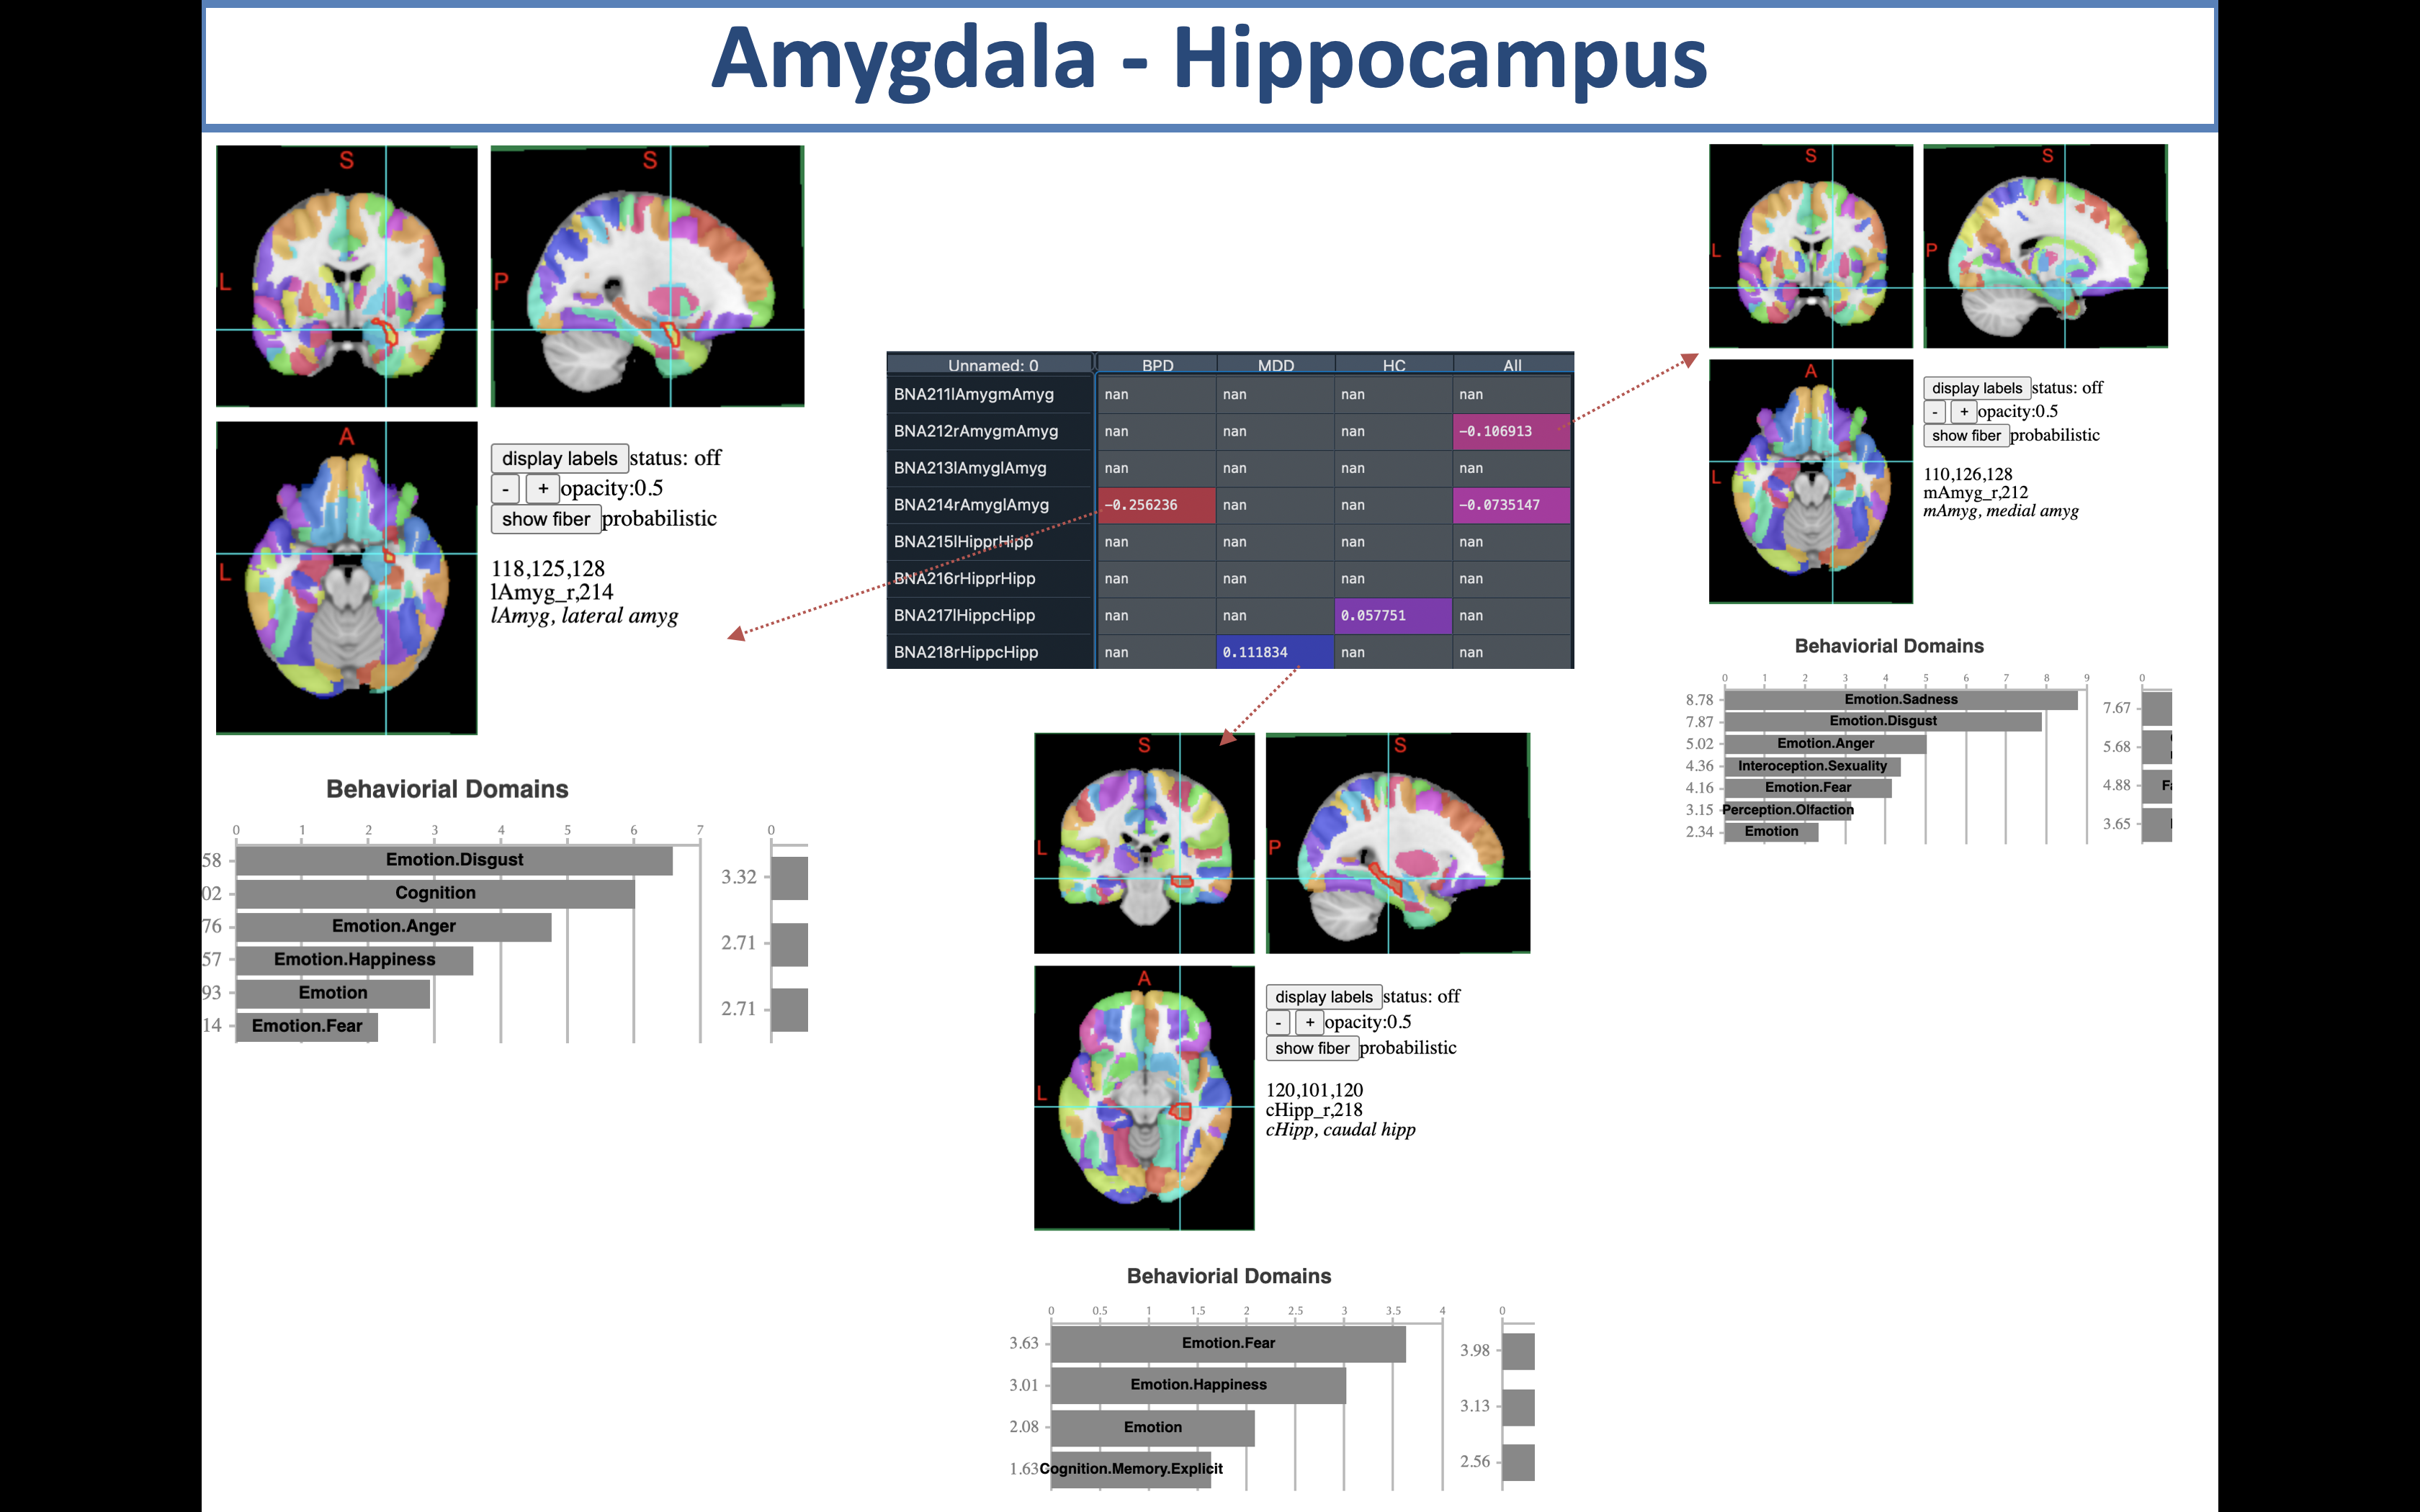 Amygdala - Hippocampus
S
S
L
P
A
L
display labels status: off
- + opacity:0.5
show fiber probabilistic
118,125,128
lAmyg_r,214
lAmyg, lateral amyg
Behaviorial Domains
0 1 2 3 4 5 6 7 0
58 Emotion.Disgust
02 Cognition
76 Emotion.Anger
57 Emotion.Happiness
93 Emotion
14 Emotion.Fear
3.32
2.71
2.71
Unnamed: 0 BPD MDD HC All
BNA211lAmygmAmyg nan nan nan nan
BNA212rAmygmAmyg nan nan nan -0.106913
BNA213lAmyglAmyg nan nan nan nan
BNA214rAmyglAmyg -0.256236 nan nan -0.0735147
BNA215lHipprHipp nan nan nan nan
BNA216rHipprHipp nan nan nan nan
BNA217lHippcHipp nan nan 0.057751 nan
BNA218rHippcHipp nan 0.111834 nan nan
S
S
L
P
A
L
display labels status: off
- + opacity:0.5
show fiber probabilistic
120,101,120
cHipp_r,218
cHipp, caudal hipp
Behaviorial Domains
0 0.5 1 1.5 2 2.5 3 3.5 4 0
3.63 Emotion.Fear
3.01 Emotion.Happiness
2.08 Emotion
1.63 Cognition.Memory.Explicit
3.98
3.13
2.56
S
S
L
P
A
L
display labels status: off
- + opacity:0.5
show fiber probabilistic
110,126,128
mAmyg_r,212
mAmyg, medial amyg
Behaviorial Domains
0 1 2 3 4 5 6 7 8 9 0
8.78 Emotion.Sadness
7.87 Emotion.Disgust
5.02 Emotion.Anger
4.36 Interoception.Sexuality
4.16 Emotion.Fear
3.15 Perception.Olfaction
2.34 Emotion
7.67
5.68
4.88 Fa
3.65